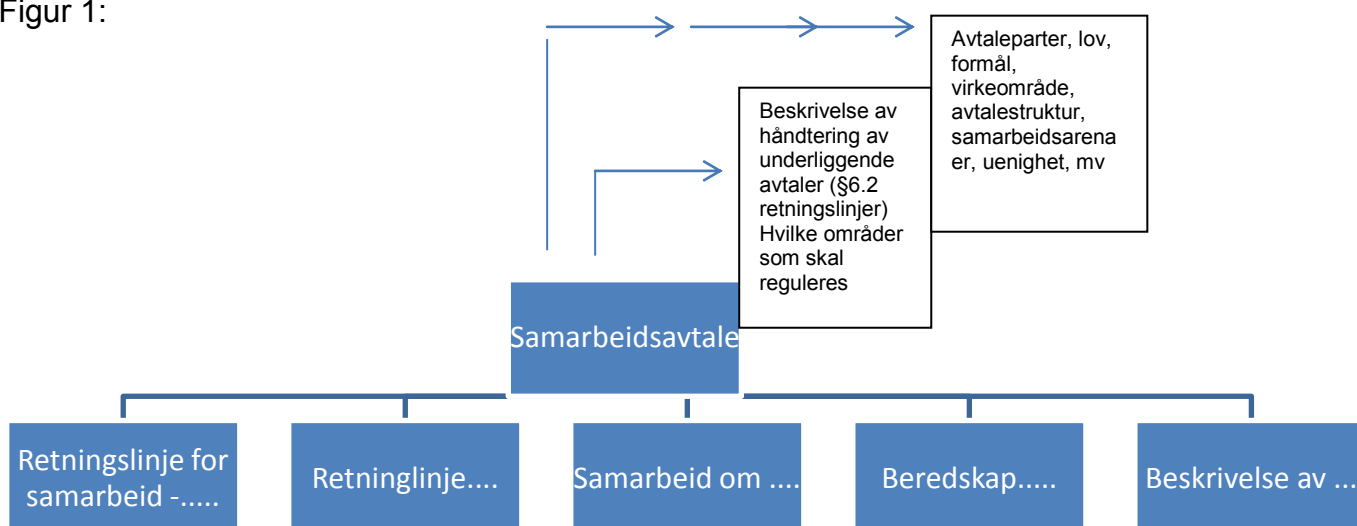 Figur 1:
Avtaleparter, lov,
formål,
virkeområde,
avtalestruktur,
samarbeidsarena
er, uenighet, mv
Beskrivelse av
håndtering av
underliggende
avtaler (§6.2
retningslinjer)
Hvilke områder
som skal
reguleres
Samarbeidsavtale
Retningslinje for
samarbeid -.....
Retninglinje....
Samarbeid om ....
Beredskap.....
Beskrivelse av ...